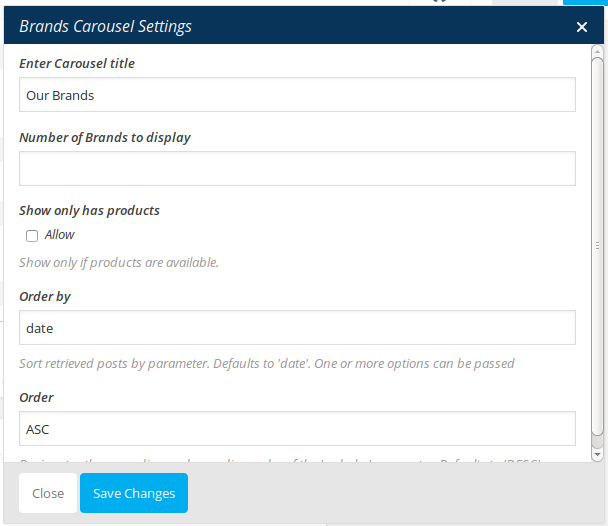 Brands Carousel Settings
Enter Carousel title
Our Brands
Number of Brands to display
Show only has products
Allow
Show only if products are available.
Order by
date
Sort retrieved posts by parameter. Defaults to 'date'. One or more options can be passed
Order
ASC
Close
Save Changes